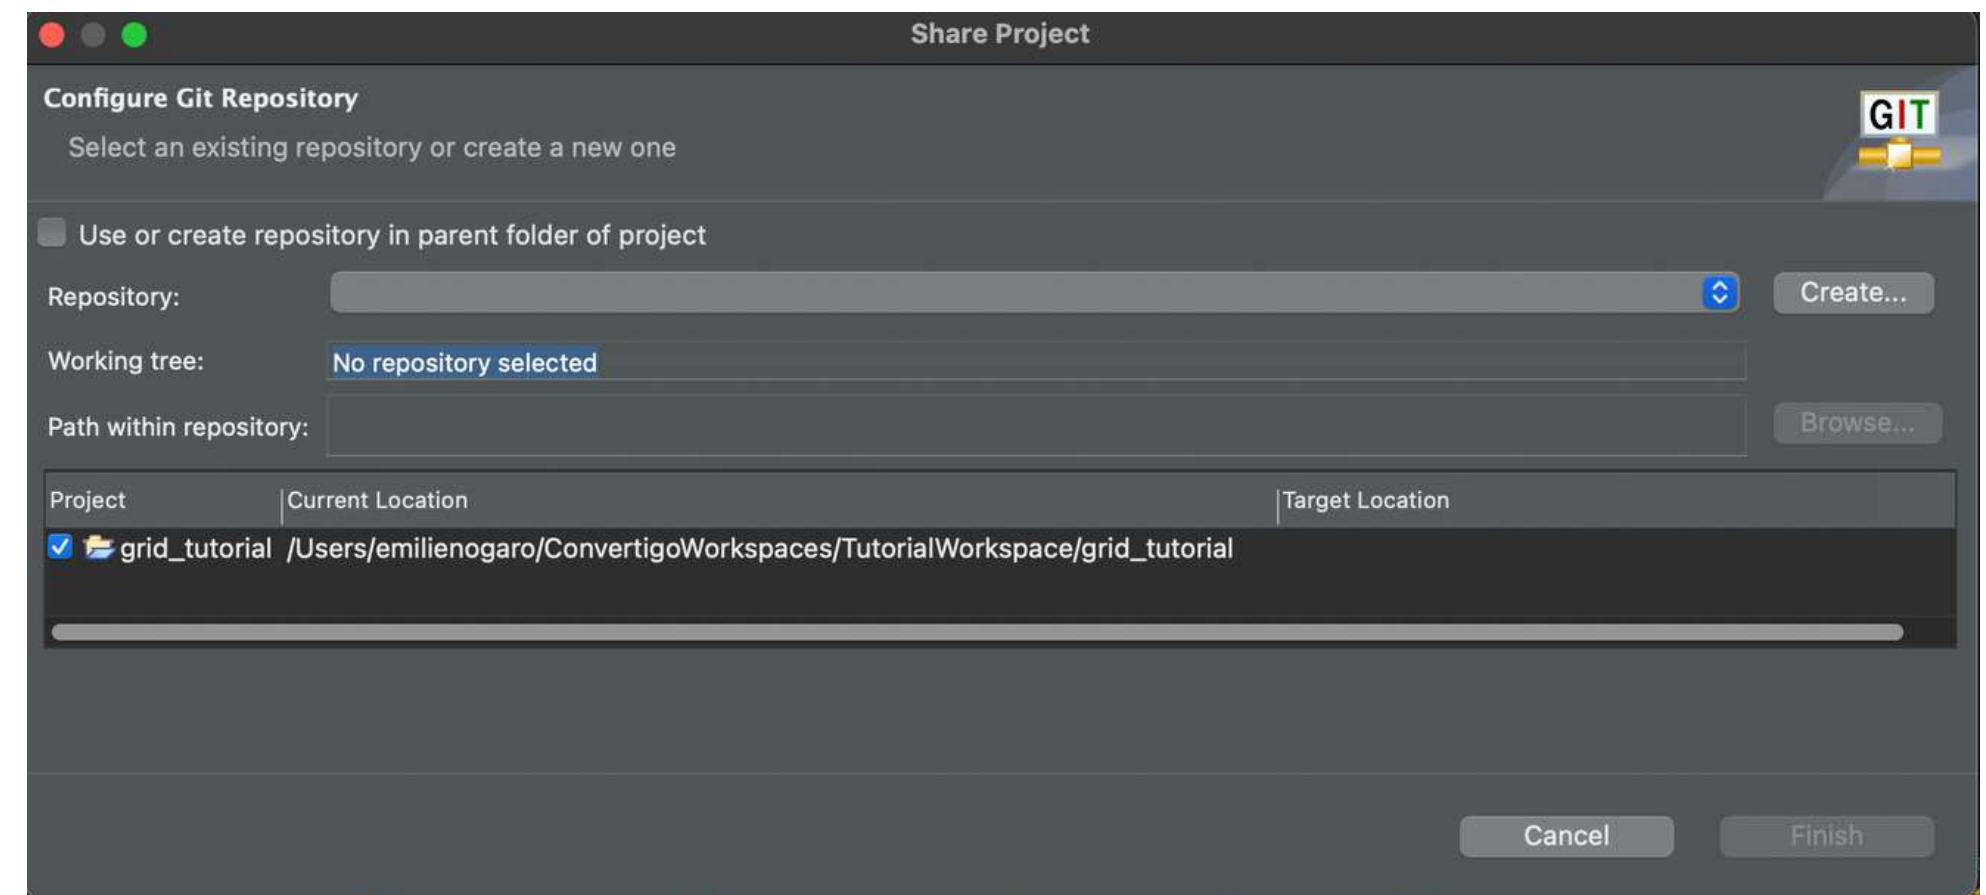 Share Project
Configure Git Repository
Select an existing repository or create a new one
GIT
Use or create repository in parent folder of project
Repository: Create...
Working tree: No repository selected
Path within repository: Browse...
Project Current Location Target Location
grid_tutorial /Users/emilienogaro/ConvertigoWorkspaces/TutorialWorkspace/grid_tutorial
Cancel Finish